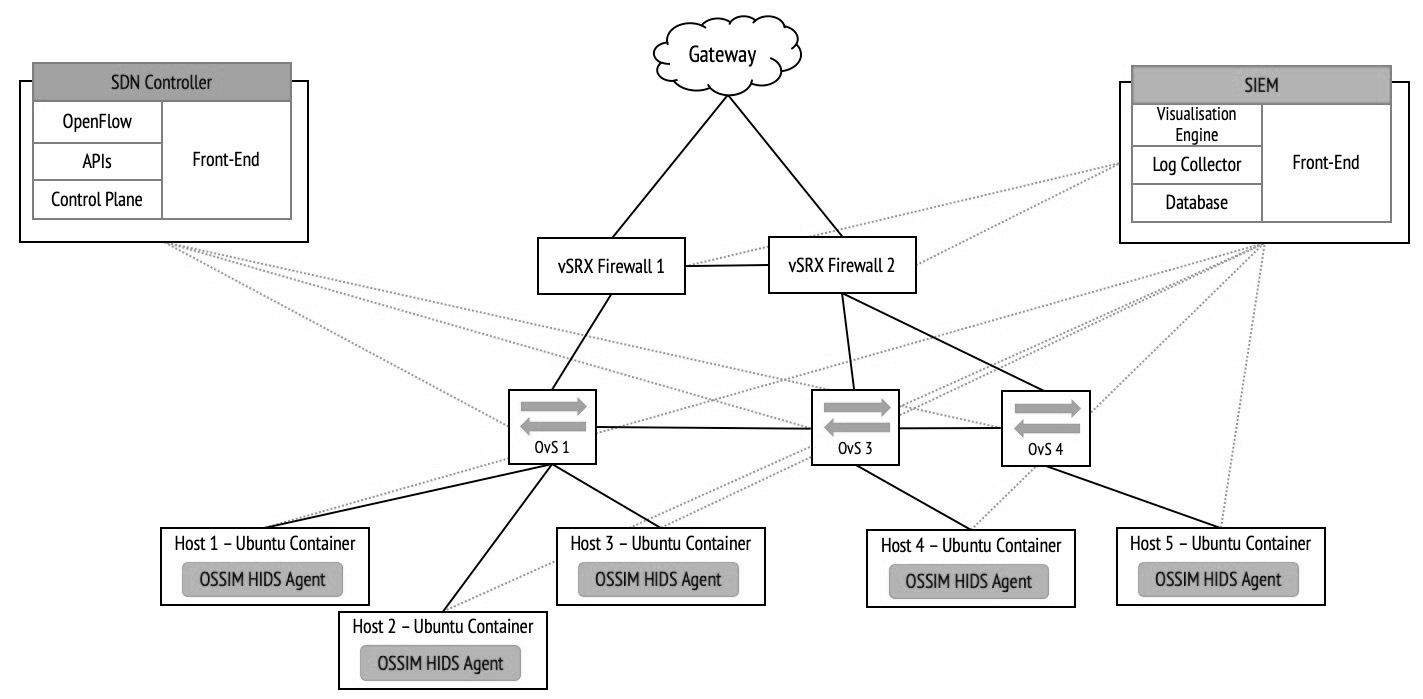 Gateway
SDN Controller
OpenFlow
APIs
Control Plane
Front-End
SIEM
Visualisation
Engine
Log Collector
Database
Front-End
vSRX Firewall 1
vSRX Firewall 2
OvS 1
OvS 3
OvS 4
Host 1 – Ubuntu Container
OSSIM HIDS Agent
Host 3 – Ubuntu Container
OSSIM HIDS Agent
Host 4 – Ubuntu Container
OSSIM HIDS Agent
Host 5 – Ubuntu Container
OSSIM HIDS Agent
Host 2 – Ubuntu Container
OSSIM HIDS Agent